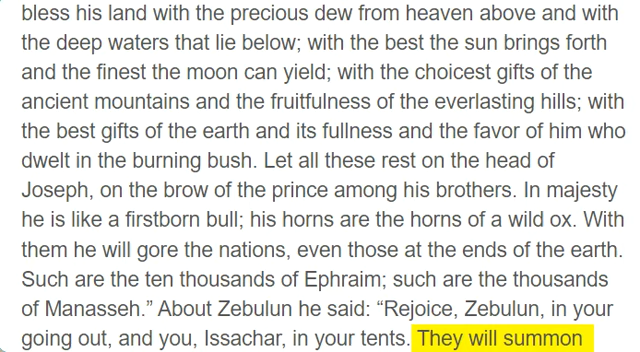 bless his land with the precious dew from heaven above and with
the deep waters that lie below; with the best the sun brings forth
and the finest the moon can yield; with the choicest gifts of the
ancient mountains and the fruitfulness of the everlasting hills; with
the best gifts of the earth and its fullness and the favor of him who
dwelt in the burning bush. Let all these rest on the head of
Joseph, on the brow of the prince among his brothers. In majesty
he is like a firstborn bull; his horns are the horns of a wild ox. With
them he will gore the nations, even those at the ends of the earth.
Such are the ten thousands of Ephraim; such are the thousands
of Manasseh.” About Zebulun he said: “Rejoice, Zebulun, in your
going out, and you, Issachar, in your tents. They will summon